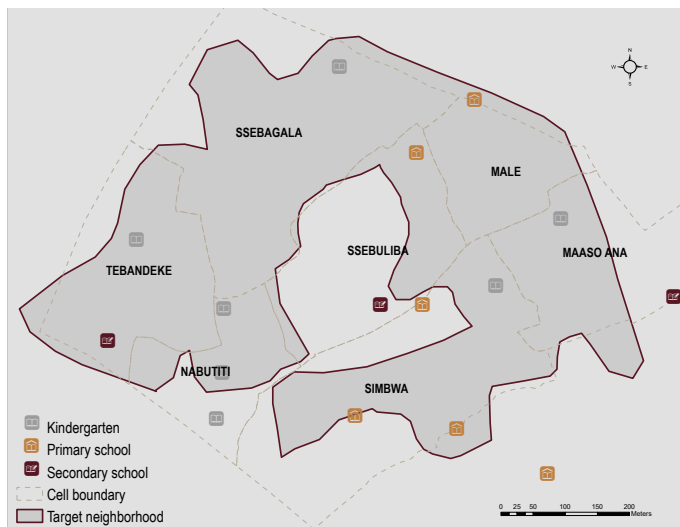 N
W E
S
SSEBAGALA
MALE
SSEBULIBA
MAASO ANA
TEBANDEKE
NABUTITI
SIMBWA
Kindergarten
Primary school
Secondary school
Cell boundary
Target neighborhood
0 25 50 100 150 200
Meters